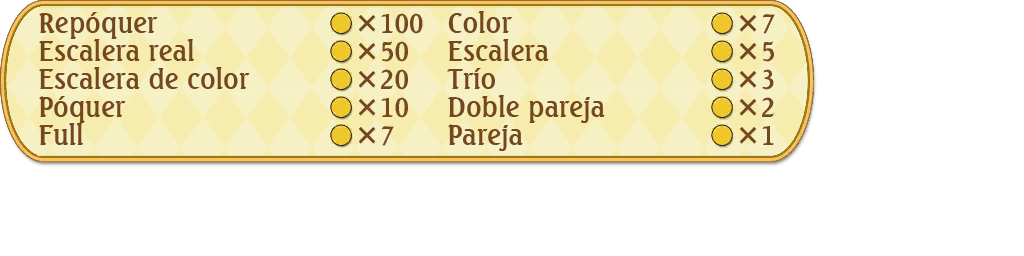 Repóquer ×100 Color ×7
Escalera real ×50 Escalera ×5
Escalera de color ×20 Trío ×3
Póquer ×10 Doble pareja ×2
Full ×7 Pareja ×1